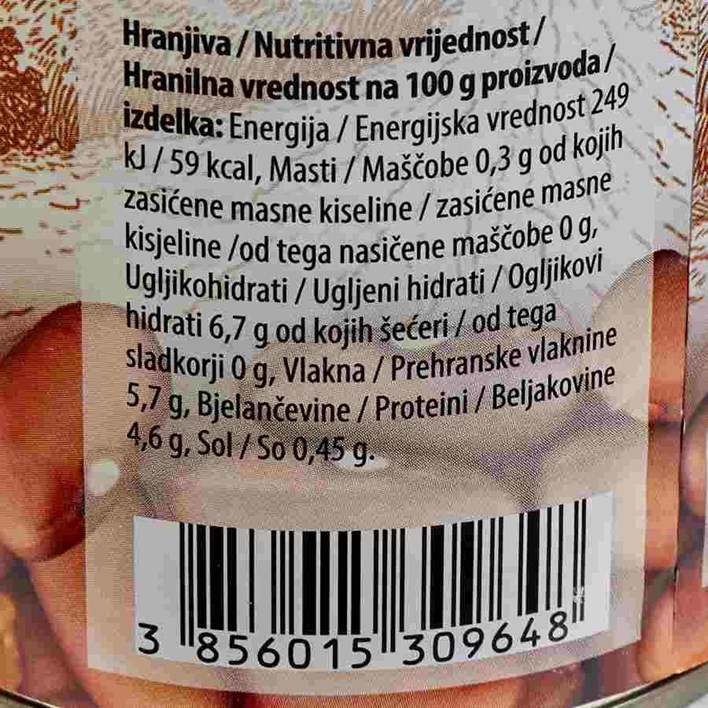 Hranjiva / Nutritivna vrijednost /
Hranilna vrednost na 100 g proizvoda /
izdelka: Energija / Energijska vrednost 249
kJ / 59 kcal, Masti / Maščobe 0,3 g od kojih
zasićene masne kiseline / zasićene masne
kisjeline /od tega nasičene maščobe 0 g,
Ugljikohidrati / Ugljeni hidrati / Ogljikovi
hidrati 6,7 g od kojih šećeri / od tega
sladkorji 0 g, Vlakna / Prehranske vlaknine
5,7 g, Bjelančevine / Proteini / Beljakovine
4,6 g, Sol / So 0,45 g.
3 856015 309648